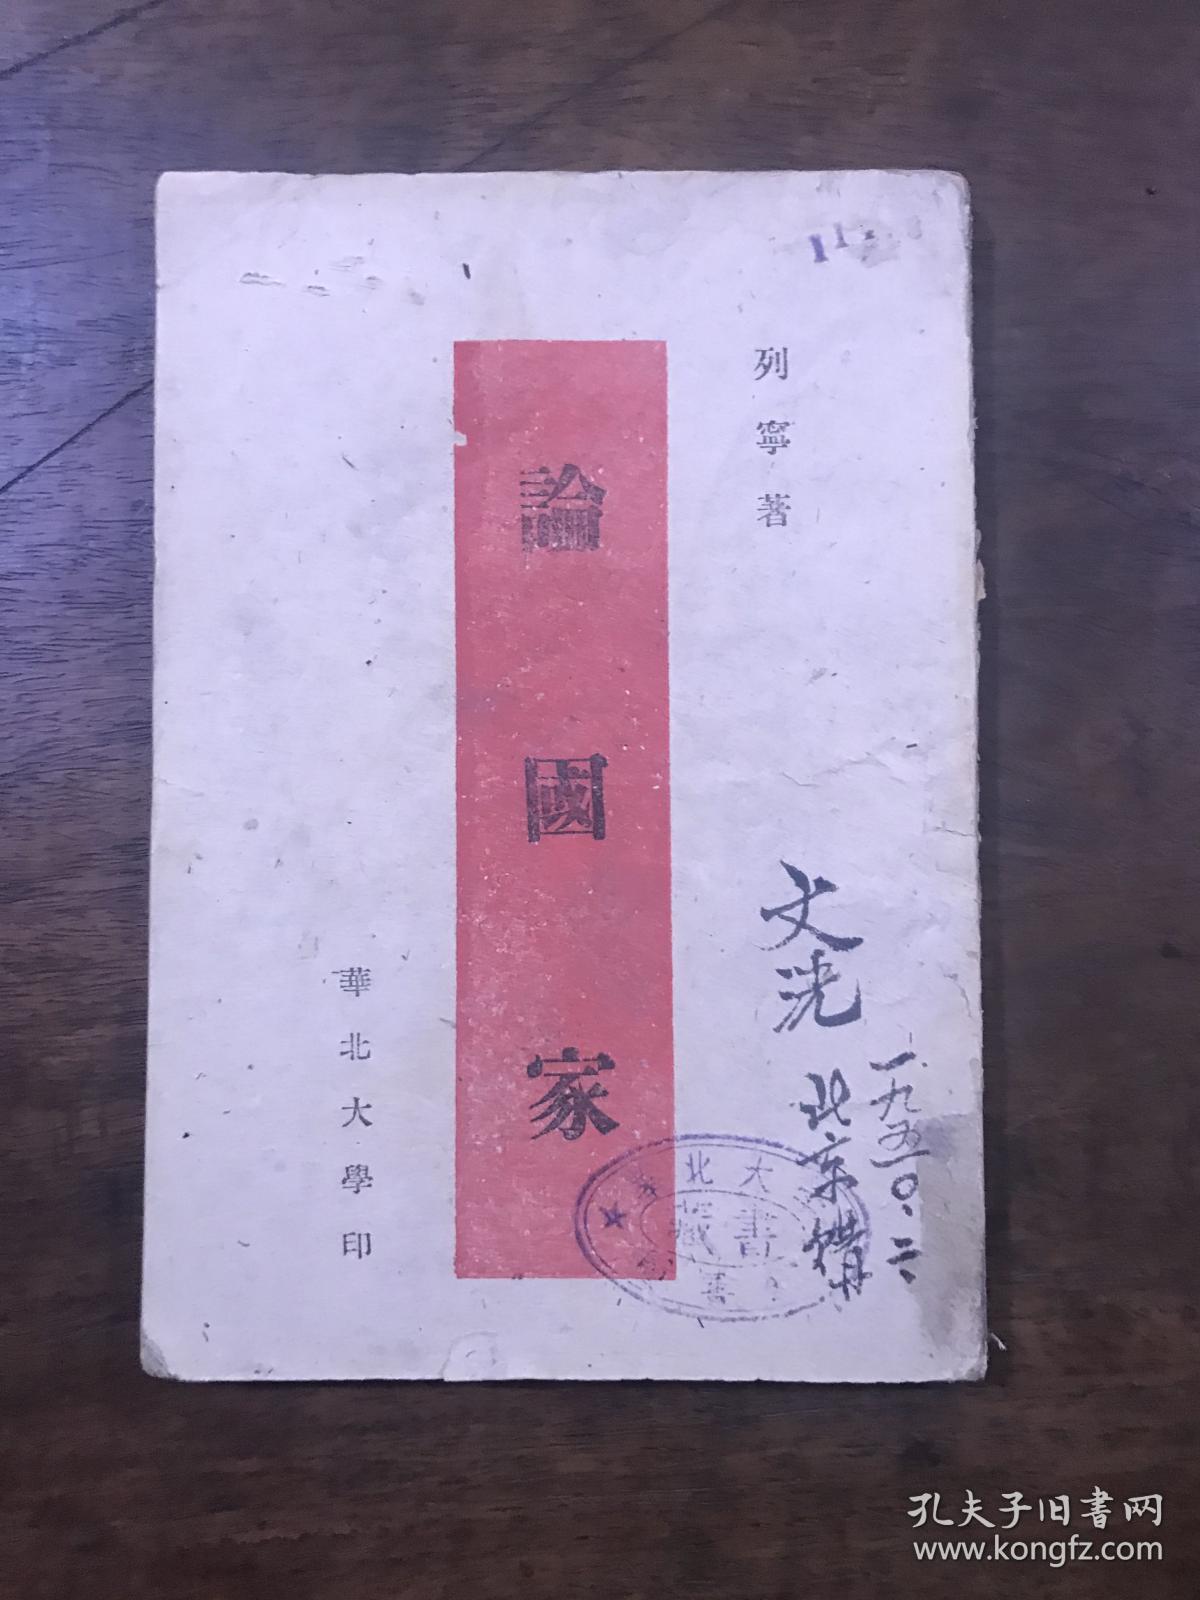 列寧著
論國家
華北大學印
文洸
北京購
一九五〇.二.
北大
藏書
孔夫子旧书网
www.kongfz.com